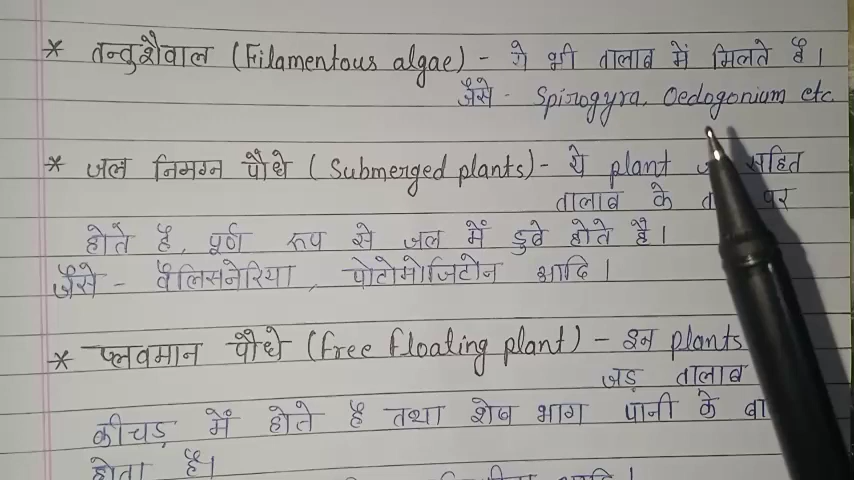 * तन्तुशैवाल (Filamentous algae) - ये भी तालाब में मिलते है।
जैसे - Spirogyra, Oedogonium etc
* जल निमग्न पौधे (Submerged plants) - ये plant सहित
तालाब के पर
होते है, पूर्ण रूप से जल में डुबे होते है।
जैसे - वैलिसनेरिया, पोटोमोजिटोन आदि।
* प्लवमान पौधे (free floating plant) - इन plants
जड़ तालाब
कीचड़ में होते है तथा शेष भाग पानी के
होता है।
आदि।